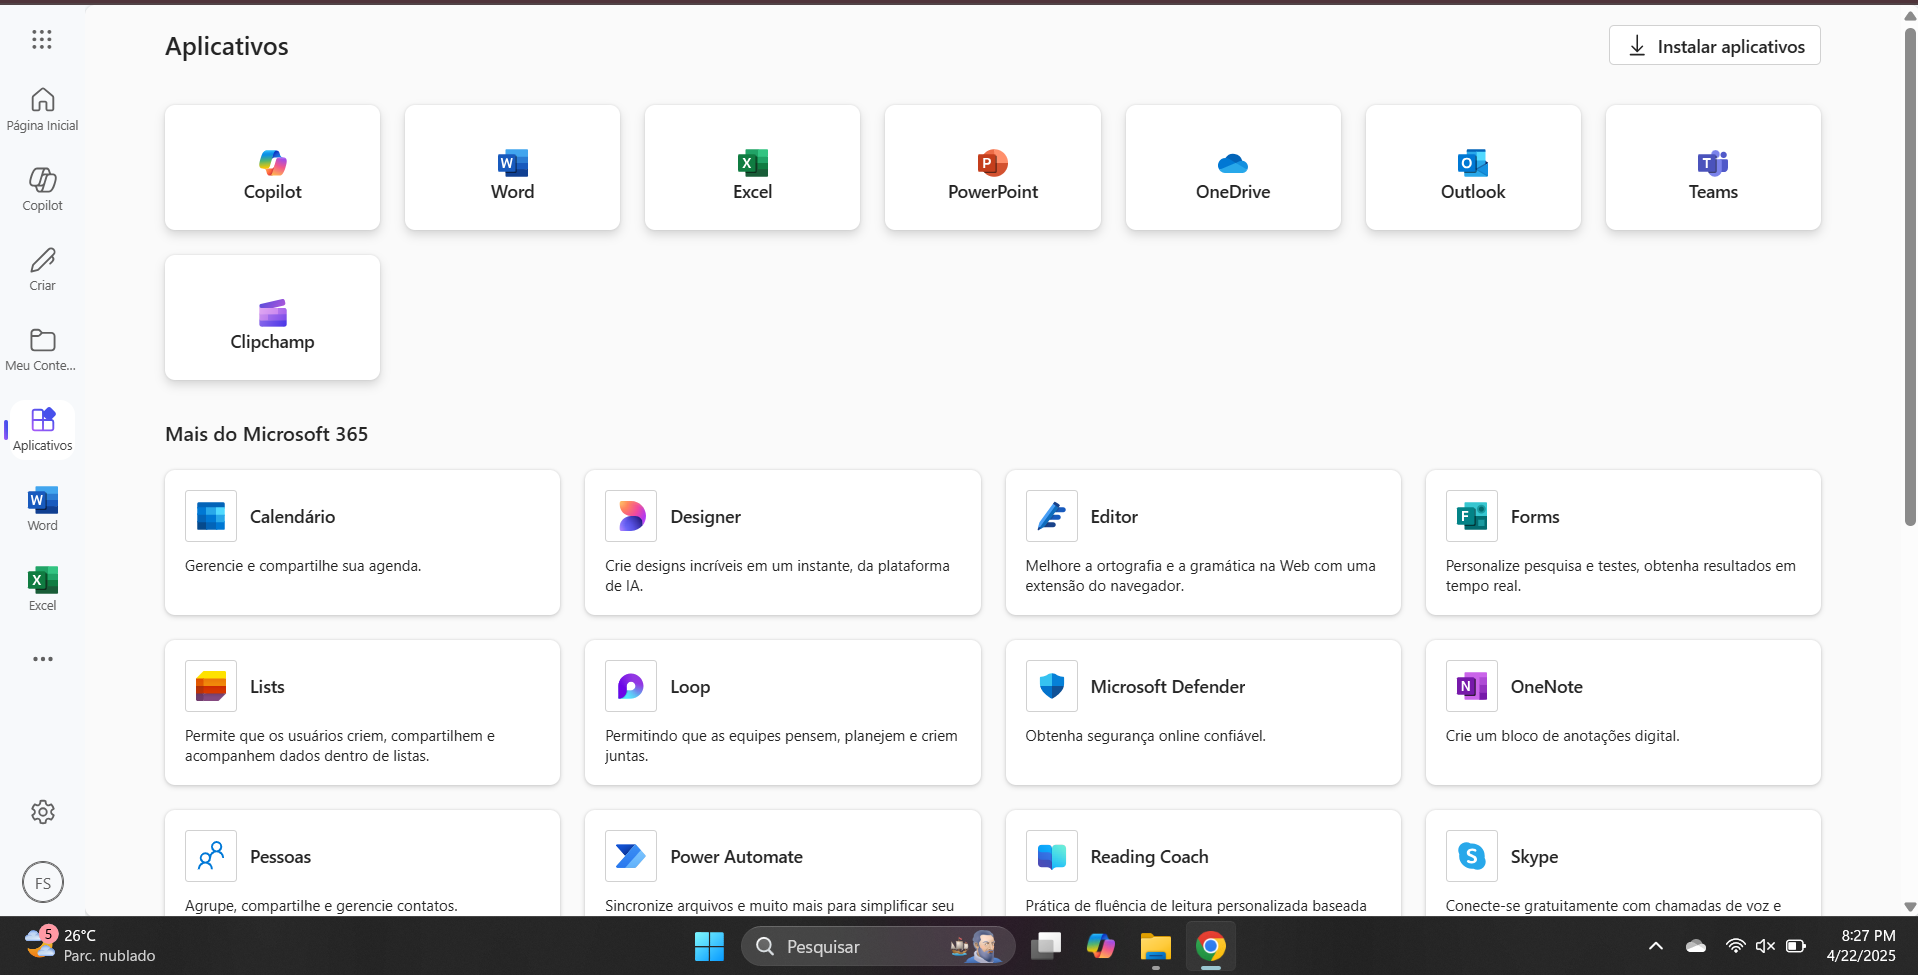 Aplicativos
Instalar aplicativos
Página Inicial
Copilot
Criar
Meu Conte...
Aplicativos
Word
Excel
FS
Copilot
Word
Excel
PowerPoint
OneDrive
Outlook
Teams
Clipchamp
Mais do Microsoft 365
Calendário
Gerencie e compartilhe sua agenda.
Designer
Crie designs incríveis em um instante, da plataforma
de IA.
Editor
Melhore a ortografia e a gramática na Web com uma
extensão do navegador.
Forms
Personalize pesquisa e testes, obtenha resultados em
tempo real.
Lists
Permite que os usuários criem, compartilhem e
acompanhem dados dentro de listas.
Loop
Permitindo que as equipes pensem, planejem e criem
juntas.
Microsoft Defender
Obtenha segurança online confiável.
OneNote
Crie um bloco de anotações digital.
Pessoas
Agrupe, compartilhe e gerencie contatos.
Power Automate
Sincronize arquivos e muito mais para simplificar seu
Reading Coach
Prática de fluência de leitura personalizada baseada
Skype
Conecte-se gratuitamente com chamadas de voz e
5
26°C
Parc. nublado
Pesquisar
8:27 PM
4/22/2025